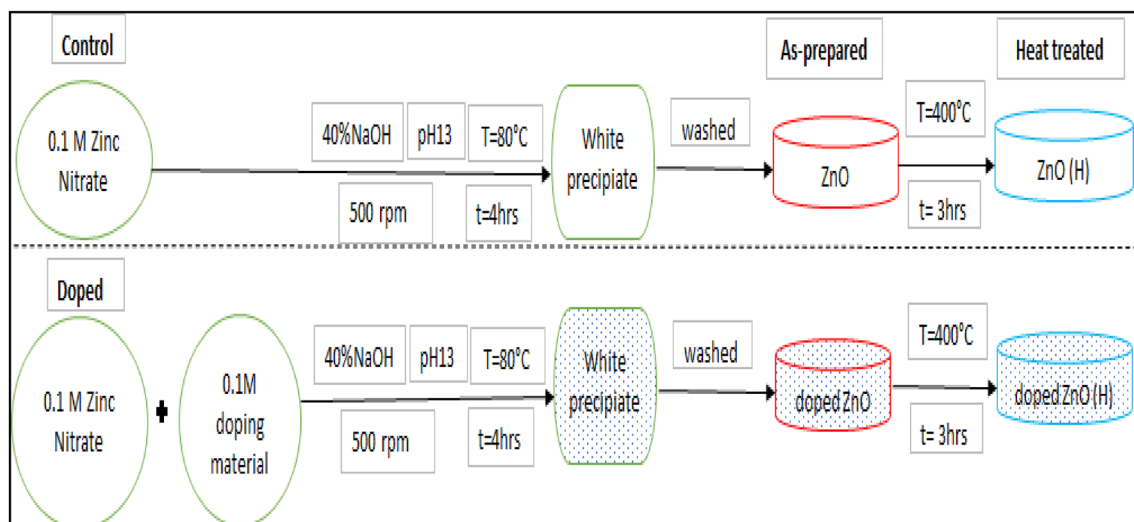 Control
As-prepared
Heat treated
0.1 M Zinc
Nitrate
40%NaOH
pH13
T=80°C
500 rpm
t=4hrs
White
precipiate
washed
ZnO
T=400°C
t= 3hrs
ZnO (H)
Doped
0.1 M Zinc
Nitrate
+
0.1M
doping
material
40%NaOH
pH13
T=80°C
500 rpm
t=4hrs
White
precipiate
washed
doped ZnO
T=400°C
t= 3hrs
doped ZnO (H)